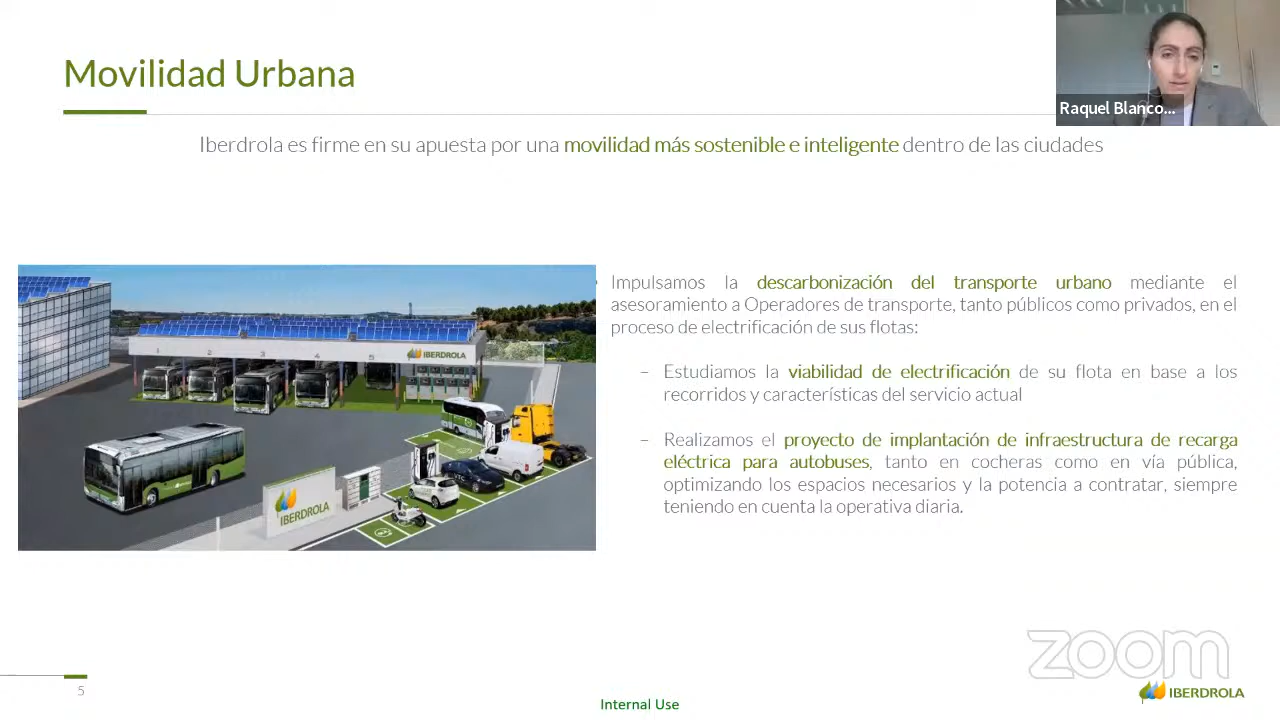 Movilidad Urbana
Raquel Blanco...
Iberdrola es firme en su apuesta por una movilidad más sostenible e inteligente dentro de las ciudades
Impulsamos la descarbonización del transporte urbano mediante el
asesoramiento a Operadores de transporte, tanto públicos como privados, en el
proceso de electrificación de sus flotas:
– Estudiamos la viabilidad de electrificación de su flota en base a los
recorridos y características del servicio actual
– Realizamos el proyecto de implantación de infraestructura de recarga
eléctrica para autobuses, tanto en cocheras como en vía pública,
optimizando los espacios necesarios y la potencia a contratar, siempre
teniendo en cuenta la operativa diaria.
1 2 3 4 5
IBERDROLA
IBERDROLA
zoom
IBERDROLA
5
Internal Use